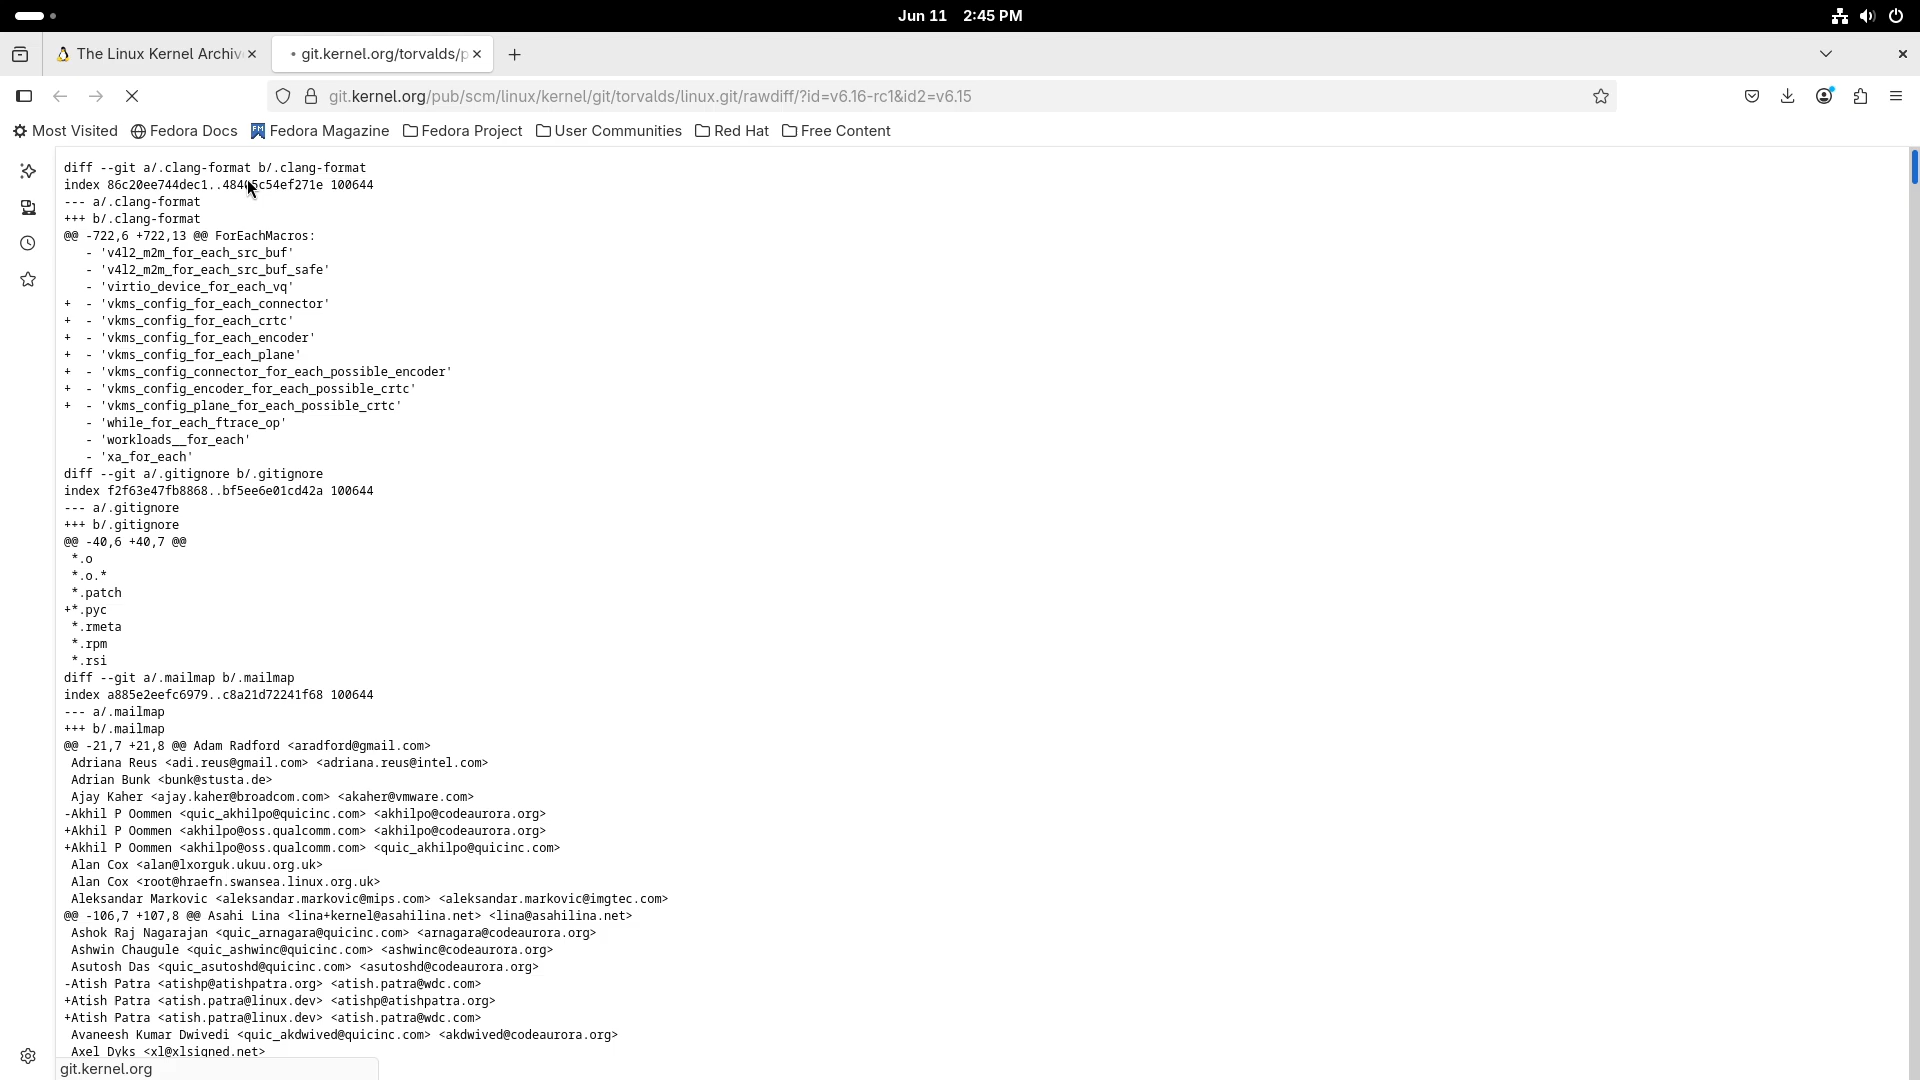 Jun 11 2:45 PM
The Linux Kernel Archiv
git.kernel.org/torvalds/p
git.kernel.org/pub/scm/linux/kernel/git/torvalds/linux.git/rawdiff/?id=v6.16-rc1&id2=v6.15
Most Visited Fedora Docs Fedora Magazine Fedora Project User Communities Red Hat Free Content
diff --git a/.clang-format b/.clang-format
index 86c20ee744dec1..48405c54ef271e 100644
--- a/.clang-format
+++ b/.clang-format
@@ -722,6 +722,13 @@ ForEachMacros:
   - 'v4l2_m2m_for_each_src_buf'
   - 'v4l2_m2m_for_each_src_buf_safe'
   - 'virtio_device_for_each_vq'
+  - 'vkms_config_for_each_connector'
+  - 'vkms_config_for_each_crtc'
+  - 'vkms_config_for_each_encoder'
+  - 'vkms_config_for_each_plane'
+  - 'vkms_config_connector_for_each_possible_encoder'
+  - 'vkms_config_encoder_for_each_possible_crtc'
+  - 'vkms_config_plane_for_each_possible_crtc'
   - 'while_for_each_ftrace_op'
   - 'workloads__for_each'
   - 'xa_for_each'
diff --git a/.gitignore b/.gitignore
index f2f63e47fb8868..bf5ee6e01cd42a 100644
--- a/.gitignore
+++ b/.gitignore
@@ -40,6 +40,7 @@
 *.o
 *.o.*
 *.patch
+*.pyc
 *.rmeta
 *.rpm
 *.rsi
diff --git a/.mailmap b/.mailmap
index a885e2eefc6979..c8a21d72241f68 100644
--- a/.mailmap
+++ b/.mailmap
@@ -21,7 +21,8 @@ Adam Radford <aradford@gmail.com>
 Adriana Reus <adi.reus@gmail.com> <adriana.reus@intel.com>
 Adrian Bunk <bunk@stusta.de>
 Ajay Kaher <ajay.kaher@broadcom.com> <akaher@vmware.com>
-Akhil P Oommen <quic_akhilpo@quicinc.com> <akhilpo@codeaurora.org>
+Akhil P Oommen <akhilpo@oss.qualcomm.com> <akhilpo@codeaurora.org>
+Akhil P Oommen <akhilpo@oss.qualcomm.com> <quic_akhilpo@quicinc.com>
 Alan Cox <alan@lxorguk.ukuu.org.uk>
 Alan Cox <root@hraefn.swansea.linux.org.uk>
 Aleksandar Markovic <aleksandar.markovic@mips.com> <aleksandar.markovic@imgtec.com>
@@ -106,7 +107,8 @@ Asahi Lina <lina+kernel@asahilina.net> <lina@asahilina.net>
 Ashok Raj Nagarajan <quic_arnagara@quicinc.com> <arnagara@codeaurora.org>
 Ashwin Chaugule <quic_ashwinc@quicinc.com> <ashwinc@codeaurora.org>
 Asutosh Das <quic_asutoshd@quicinc.com> <asutoshd@codeaurora.org>
-Atish Patra <atishp@atishpatra.org> <atish.patra@wdc.com>
+Atish Patra <atish.patra@linux.dev> <atishp@atishpatra.org>
+Atish Patra <atish.patra@linux.dev> <atish.patra@wdc.com>
 Avaneesh Kumar Dwivedi <quic_akdwived@quicinc.com> <akdwived@codeaurora.org>
 Axel Dyks <xl@xlsigned.net>
git.kernel.org